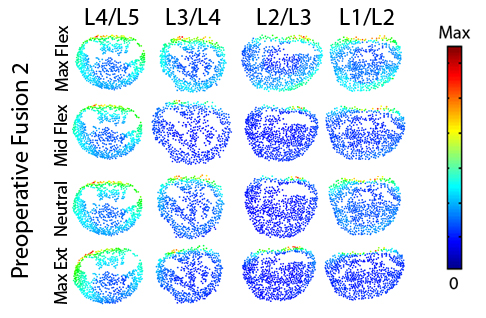 L4/L5 L3/L4 L2/L3 L1/L2
Max
Preoperative Fusion 2
Max Flex
Mid Flex
Neutral
Max Ext
0